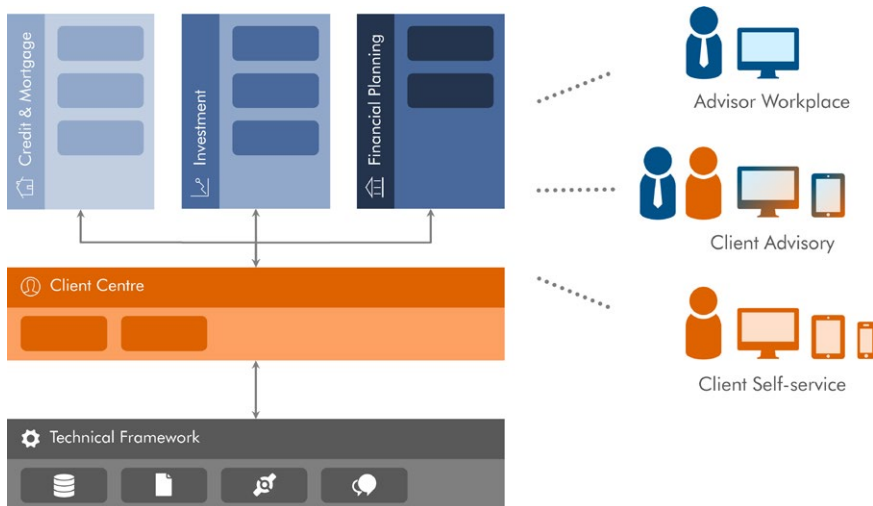 Credit & Mortgage
Investment
Financial Planning
Advisor Workplace
Client Advisory
Client Centre
Client Self-service
Technical Framework